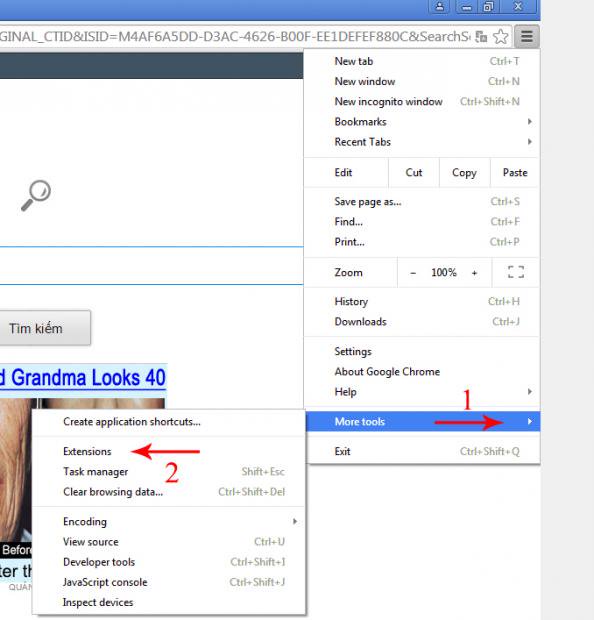 GINAL_CTID&ISID=M4AF6A5DD-D3AC-4626-B00F-EE1DEFEF880C&SearchS
New tab Ctrl+T
New window Ctrl+N
New incognito window Ctrl+Shift+N
Bookmarks
Recent Tabs
Edit Cut Copy Paste
Save page as... Ctrl+S
Find... Ctrl+F
Print... Ctrl+P
Zoom − 100% +
History Ctrl+H
Downloads Ctrl+J
Settings
About Google Chrome
Help
1
More tools
Exit Ctrl+Shift+Q
Tìm kiếm
d Grandma Looks 40
Create application shortcuts...
Extensions
2
Task manager Shift+Esc
Clear browsing data... Ctrl+Shift+Del
Encoding
View source Ctrl+U
Developer tools Ctrl+Shift+I
JavaScript console Ctrl+Shift+J
Inspect devices
Before
ter th
QUẢN